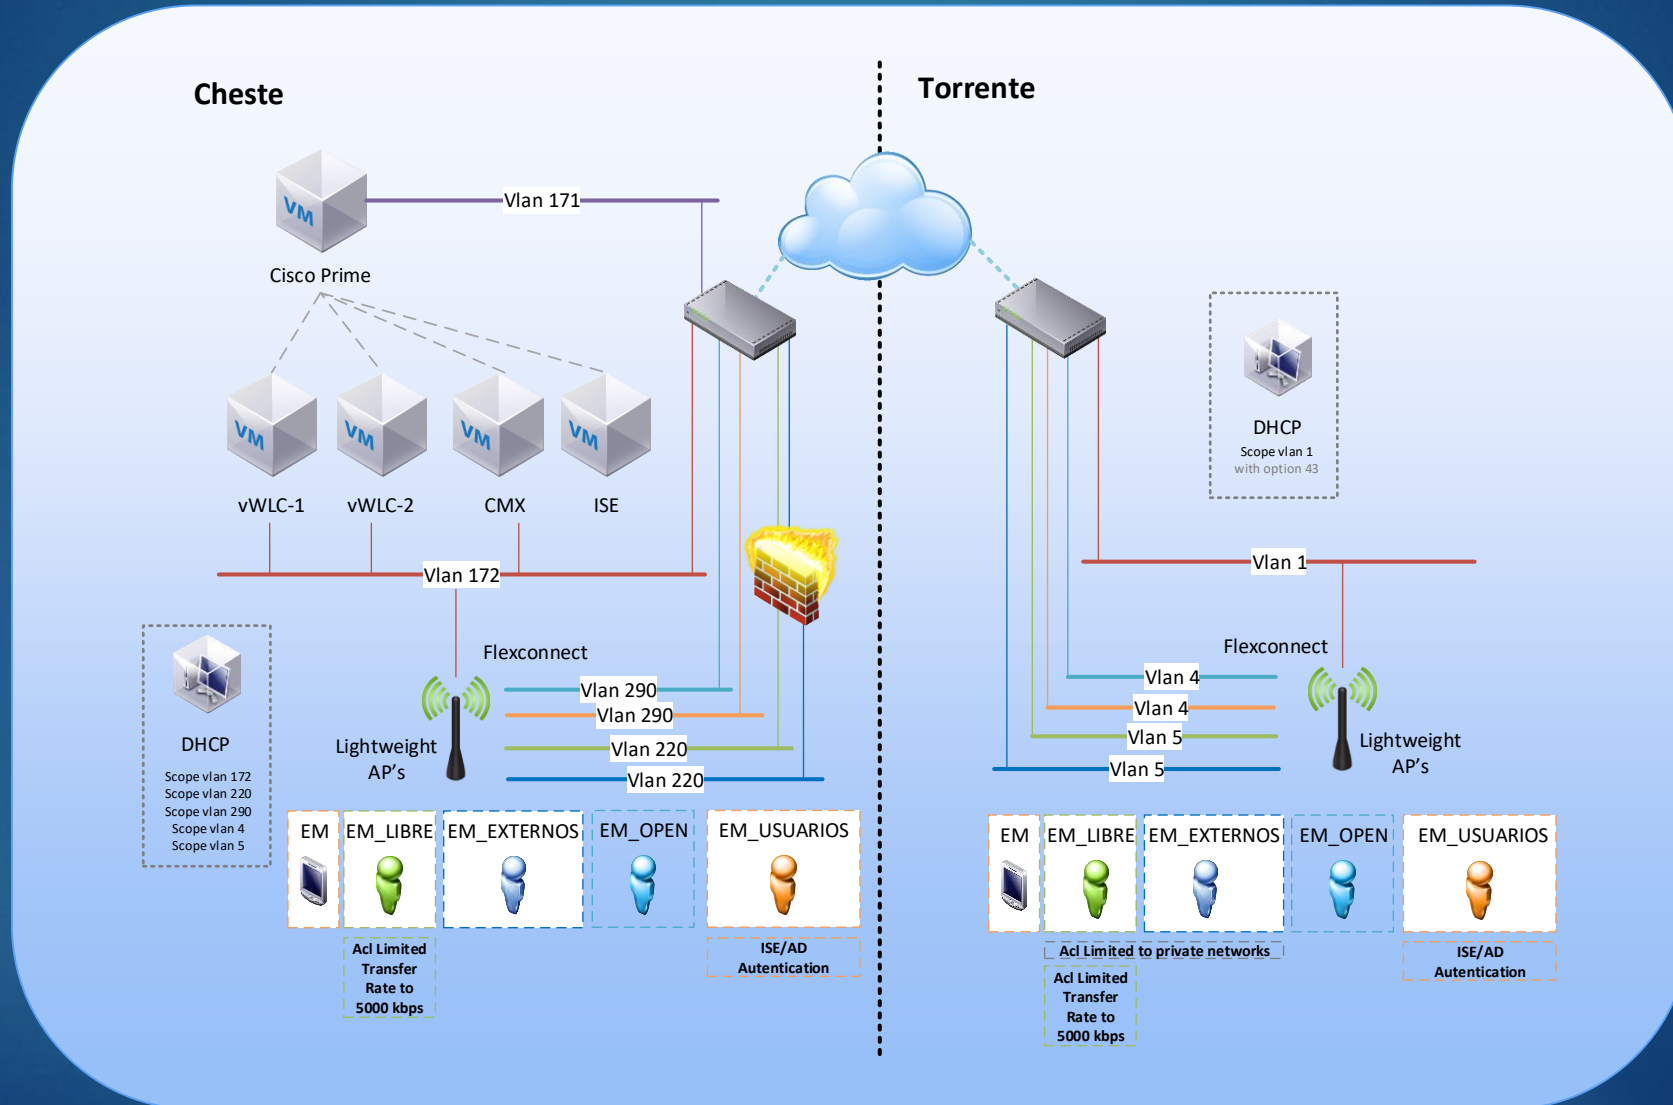 Cheste
Torrente
Vlan 171
VM
Cisco Prime
VM
VM
VM
VM
vWLC-1
vWLC-2
CMX
ISE
Vlan 172
DHCP
Scope vlan 172
Scope vlan 220
Scope vlan 290
Scope vlan 4
Scope vlan 5
Flexconnect
Lightweight
AP's
Vlan 290
Vlan 290
Vlan 220
Vlan 220
EM
EM_LIBRE
EM_EXTERNOS
EM_OPEN
EM_USUARIOS
Acl Limited
Transfer
Rate to
5000 kbps
ISE/AD
Autentication
DHCP
Scope vlan 1
with option 43
Vlan 1
Flexconnect
Vlan 4
Vlan 4
Vlan 5
Vlan 5
Lightweight
AP's
EM
EM_LIBRE
EM_EXTERNOS
EM_OPEN
EM_USUARIOS
Acl Limited to private networks
Acl Limited
Transfer
Rate to
5000 kbps
ISE/AD
Autentication